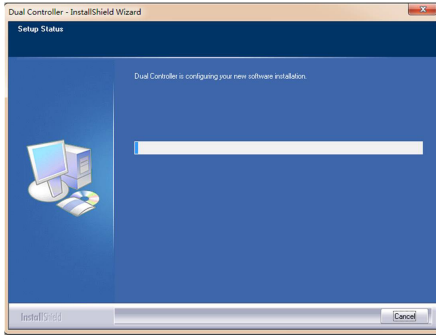 Dual Controller - InstallShield Wizard
Setup Status
Dual Controller is configuring your new software installation.
InstallShield
Cancel